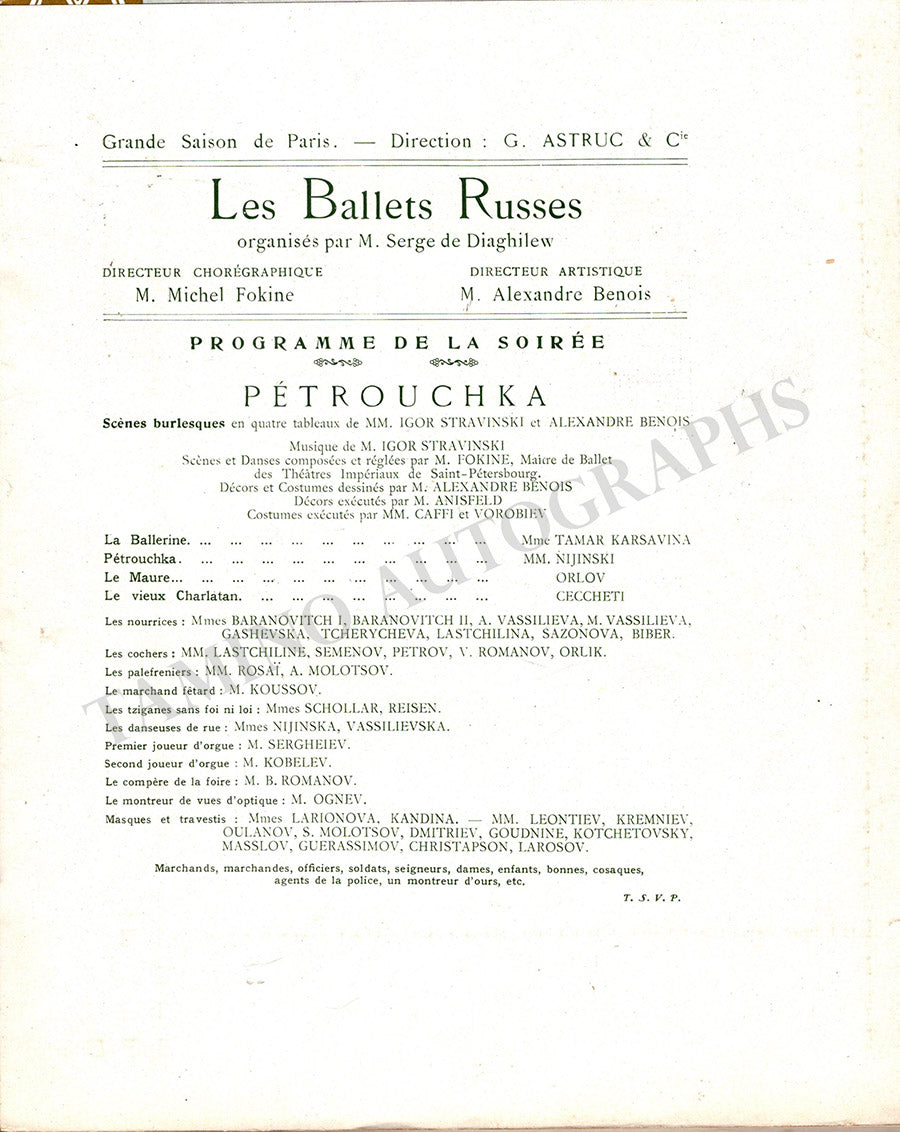 Grande Saison de Paris. — Direction : G. ASTRUC & Cie
Les Ballets Russes
organisés par M. Serge de Diaghilew
DIRECTEUR CHORÉGRAPHIQUE
M. Michel Fokine
DIRECTEUR ARTISTIQUE
M. Alexandre Benois
PROGRAMME DE LA SOIRÉE
PÉTROUCHKA
Scènes burlesques en quatre tableaux de MM. IGOR STRAVINSKI et ALEXANDRE BENOIS
Musique de M. IGOR STRAVINSKI
Scènes et Danses composées et réglées par M. FOKINE, Maître de Ballet
des Théâtres Impériaux de Saint-Pétersbourg.
Décors et Costumes dessinés par M. ALEXANDRE BENOIS
Décors exécutés par M. ANISFELD
Costumes exécutés par MM. CAFFI et VOROBIEV
La Ballerine. ... ... ... ... ... ... ... ... ... ... Mme TAMAR KARSAVINA
Pétrouchka. ... ... ... ... ... ... ... ... ... ... MM. NIJINSKI
Le Maure... ... ... ... ... ... ... ... ... ... ... ORLOV
Le vieux Charlatan. ... ... ... ... ... ... ... ... CECCHETI
Les nourrices : Mmes BARANOVITCH I, BARANOVITCH II, A. VASSILIEVA, M. VASSILIEVA,
GASHEVSKA, TCHERYCHEVA, LASTCHILINA, SAZONOVA, BIBER.
Les cochers : MM. LASTCHILINE, SEMENOV, PETROV, V. ROMANOV, ORLIK.
Les palefreniers : MM. ROSAÏ, A. MOLOTSOV.
Le marchand fêtard : M. KOUSSOV.
Les tziganes sans foi ni loi : Mmes SCHOLLAR, REISEN.
Les danseuses de rue : Mmes NIJINSKA, VASSILIEVSKA.
Premier joueur d'orgue : M. SERGHEIEV.
Second joueur d'orgue : M. KOBELEV.
Le compère de la foire : M. B. ROMANOV.
Le montreur de vues d'optique : M. OGNEV.
Masques et travestis : Mmes LARIONOVA, KANDINA. — MM. LEONTIEV, KREMNIEV,
OULANOV, S. MOLOTSOV, DMITRIEV, GOUDNINE, KOTCHETOVSKY,
MASSLOV, GUERASSIMOV, CHRISTAPSON, LAROSOV.
Marchands, marchandes, officiers, soldats, seigneurs, dames, enfants, bonnes, cosaques,
agents de la police, un montreur d'ours, etc.
T. S. V. P.
TAMINO AUTOGRAPHS